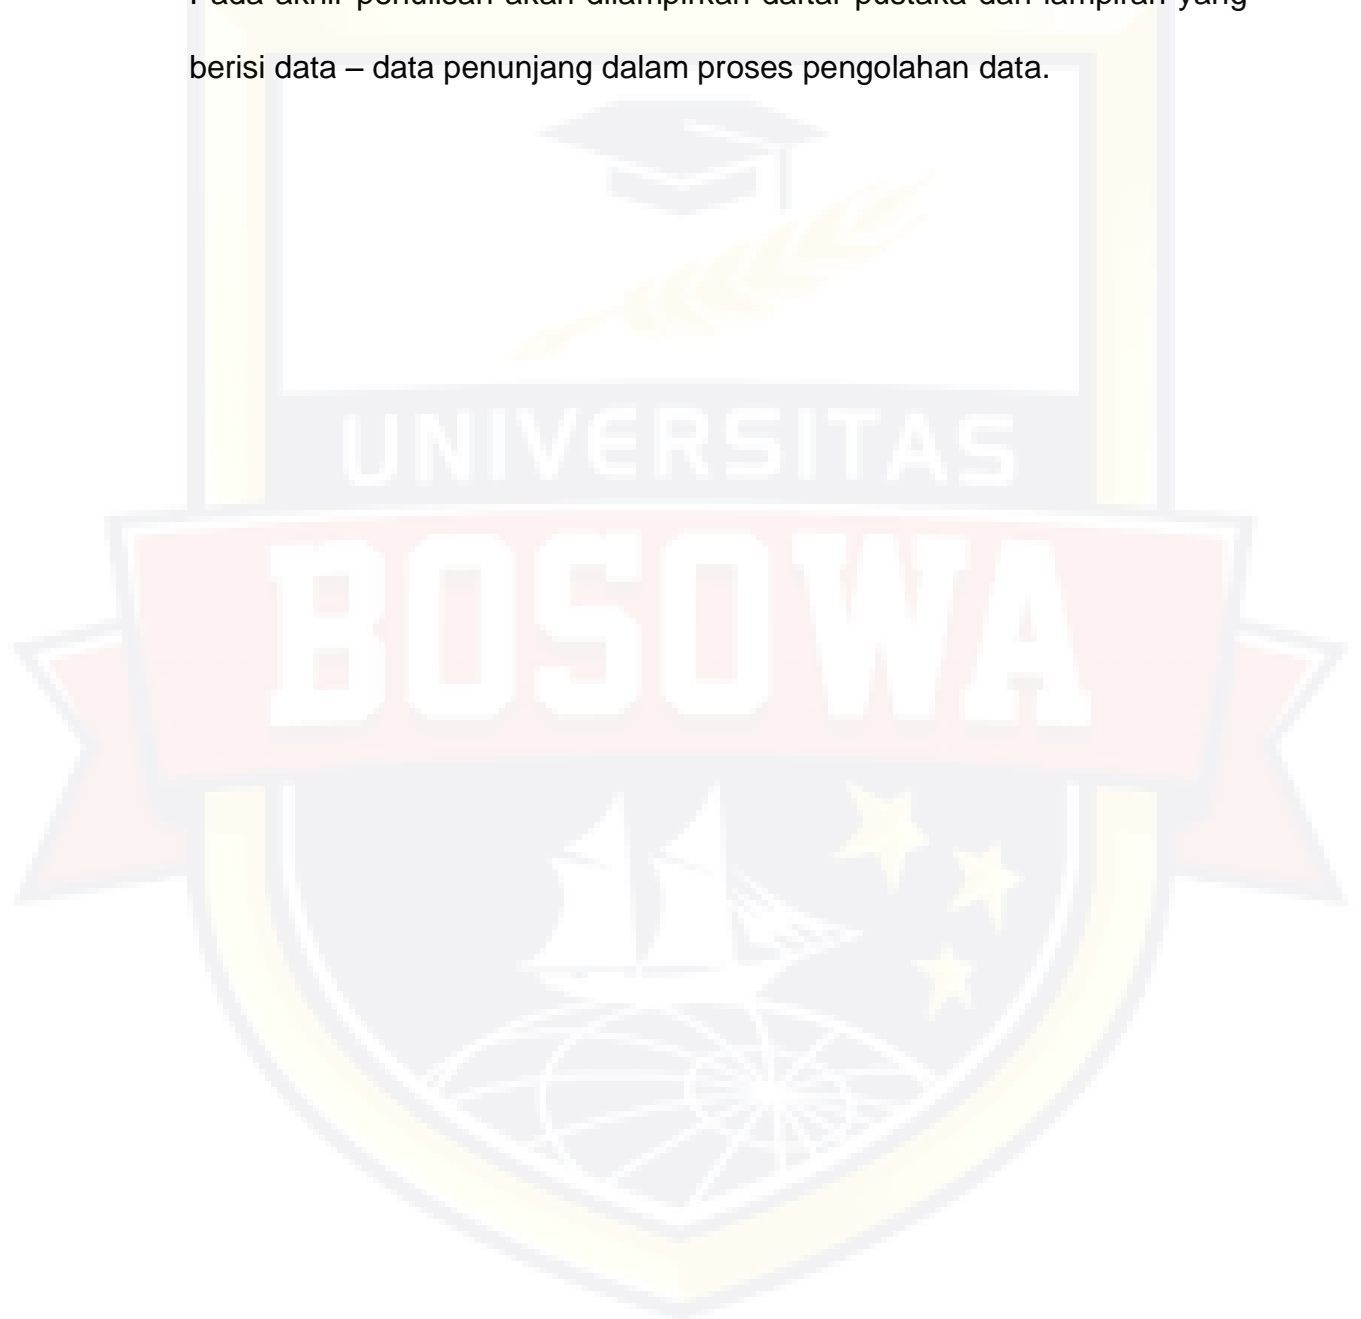 Pada akhir penulisan akan dilampirkan daftar pustaka dan lampiran yang
berisi data – data penunjang dalam proses pengolahan data.
UNIVERSITAS
BOSOWA